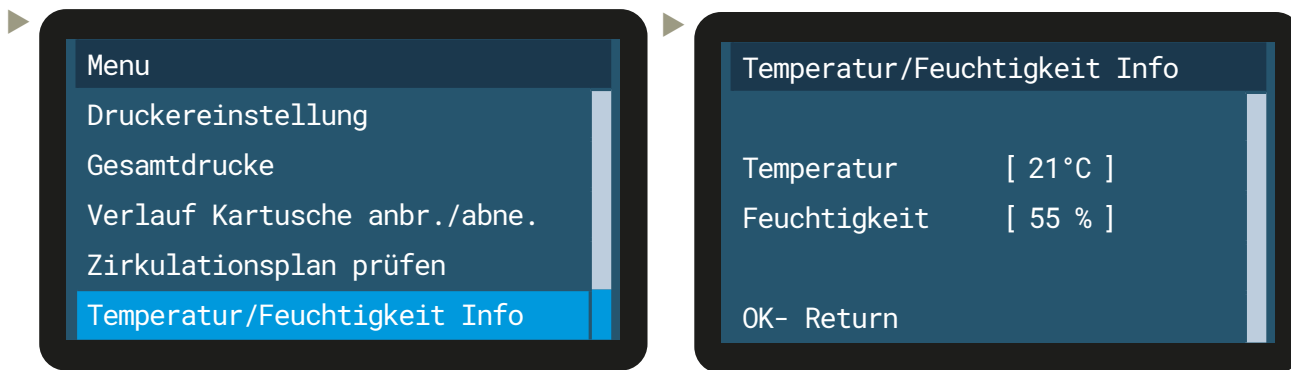 Menu
Druckereinstellung
Gesamtdrucke
Verlauf Kartusche anbr./abne.
Zirkulationsplan prüfen
Temperatur/Feuchtigkeit Info
Temperatur/Feuchtigkeit Info
Temperatur [ 21°C ]
Feuchtigkeit [ 55 % ]
OK- Return